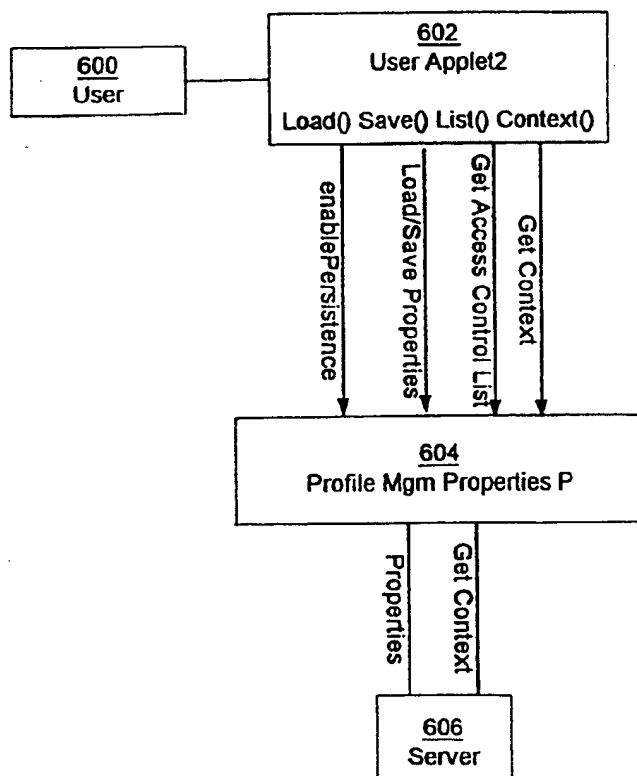 600
User
602
User Applet2
Load() Save() List() Context()
enablePersistence
Load/Save Properties
Get Access Control List
Get Context
604
Profile Mgm Properties P
Properties
Get Context
606
Server